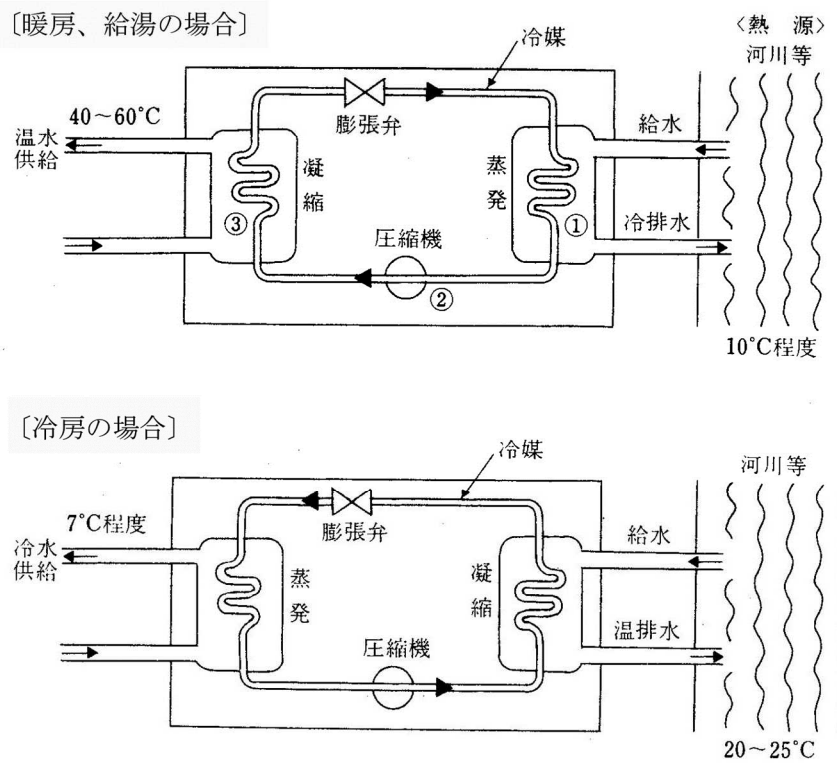 〔暖房、給湯の場合〕
冷媒
〈熱 源〉
河川等
40～60℃
膨張弁
給水
温水
供給
凝縮
蒸発
③
①
冷排水
圧縮機
②
10℃程度
〔冷房の場合〕
冷媒
河川等
7℃程度
膨張弁
給水
冷水
供給
蒸発
凝縮
温排水
圧縮機
20～25℃